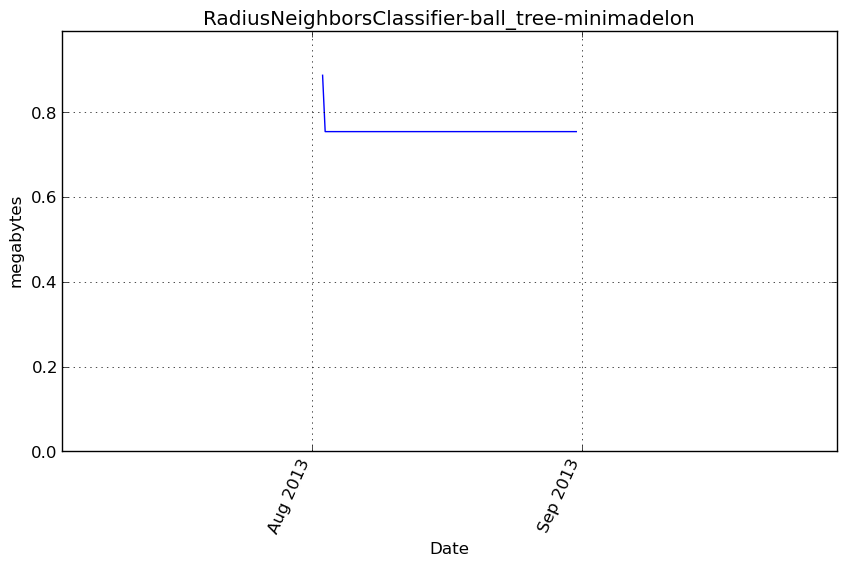 RadiusNeighborsClassifier-ball_tree-minimadelon
0.8
0.6
0.4
0.2
0.0
megabytes
Aug 2013
Sep 2013
Date